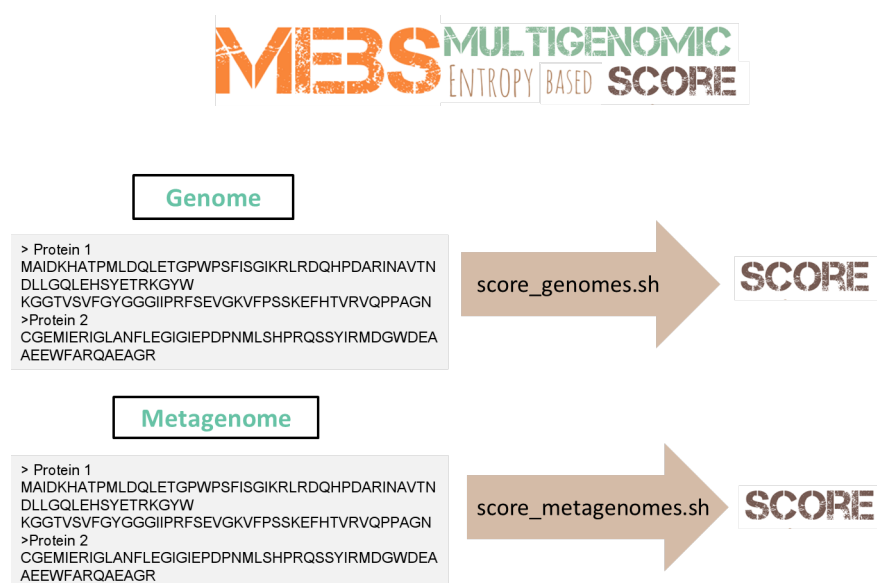 MEBS MULTIGENOMIC
ENTROPY BASED SCORE
Genome
> Protein 1
MAIDKHATPMLDQLETGPWPSFISGIKRLRDQHPDARINAVTN
DLLGQLEHSYETRKGYW
KGGTVSVFGYGGGIIPRFSEVGKVFPSSKEFHTVRVQPPAGN
>Protein 2
CGEMIERIGLANFLEGIGIEPDPNMLSHPRQSSYIRMDGWDEA
AEEWFARQAEAGR
score_genomes.sh
SCORE
Metagenome
> Protein 1
MAIDKHATPMLDQLETGPWPSFISGIKRLRDQHPDARINAVTN
DLLGQLEHSYETRKGYW
KGGTVSVFGYGGGIIPRFSEVGKVFPSSKEFHTVRVQPPAGN
>Protein 2
CGEMIERIGLANFLEGIGIEPDPNMLSHPRQSSYIRMDGWDEA
AEEWFARQAEAGR
score_metagenomes.sh
SCORE